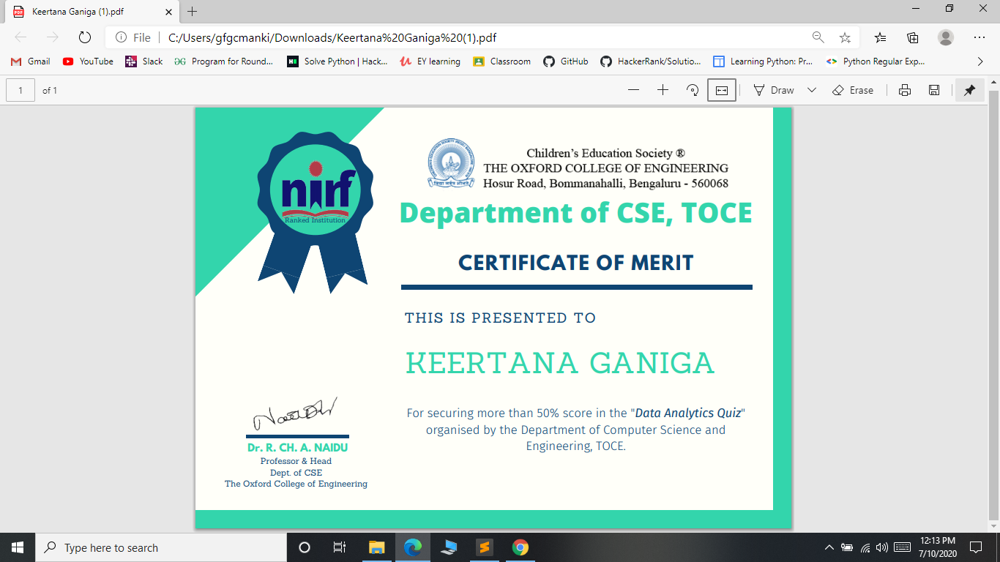 Keertana Ganiga (1).pdf
File
C:/Users/gfgcmanki/Downloads/Keertana%20Ganiga%20(1).pdf
Gmail YouTube Slack Program for Round... Solve Python | Hack... EY learning Classroom GitHub HackerRank/Solutio... Learning Python: Pr... Python Regular Exp...
1 of 1 Draw Erase
nirf
Ranked Institution
Children's Education Society ®
THE OXFORD COLLEGE OF ENGINEERING
Hosur Road, Bommanahalli, Bengaluru - 560068
Department of CSE, TOCE
CERTIFICATE OF MERIT
THIS IS PRESENTED TO
KEERTANA GANIGA
For securing more than 50% score in the "Data Analytics Quiz"
organised by the Department of Computer Science and
Engineering, TOCE.
Dr. R. CH. A. NAIDU
Professor & Head
Dept. of CSE
The Oxford College of Engineering
Type here to search
12:13 PM
7/10/2020